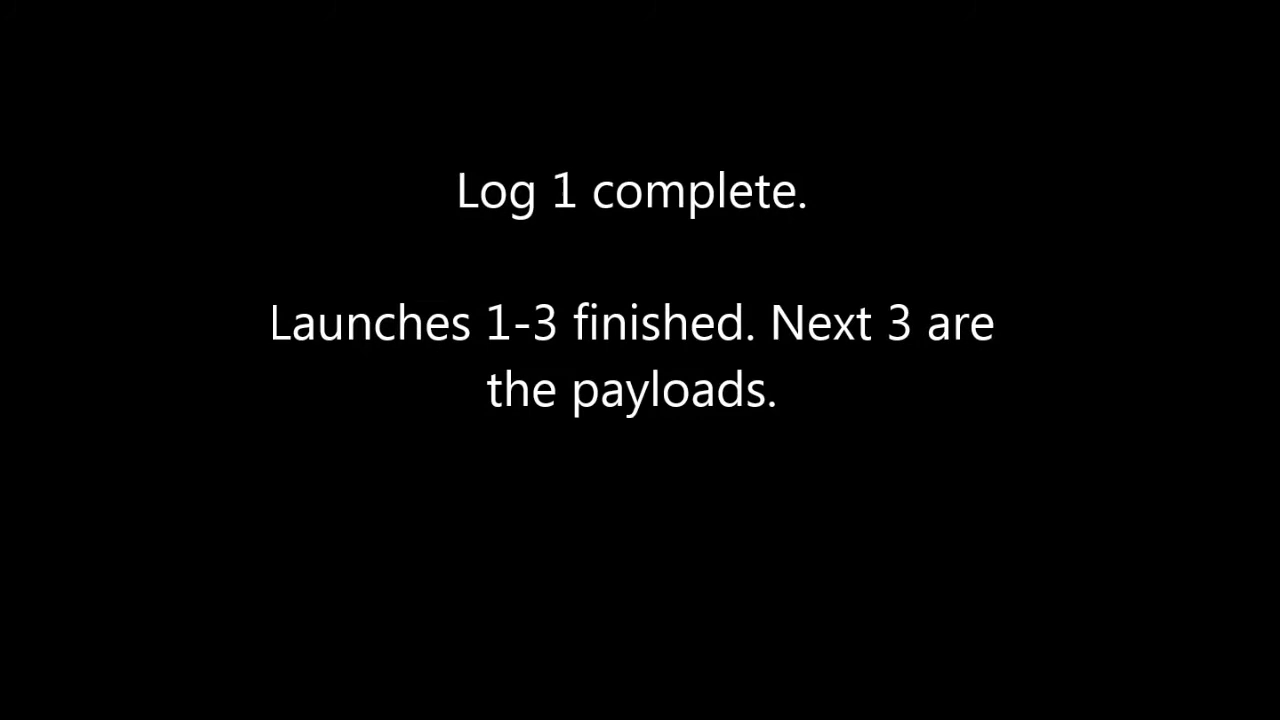 Log 1 complete.
Launches 1-3 finished. Next 3 are
the payloads.